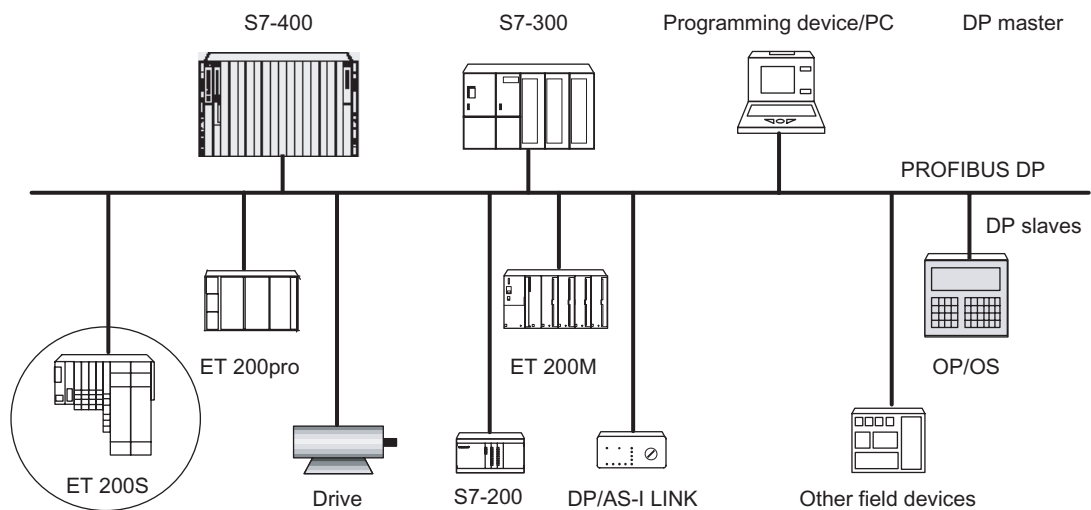 S7-400
S7-300
Programming device/PC
DP master
PROFIBUS DP
DP slaves
ET 200pro
ET 200M
OP/OS
ET 200S
Drive
S7-200
DP/AS-I LINK
Other field devices